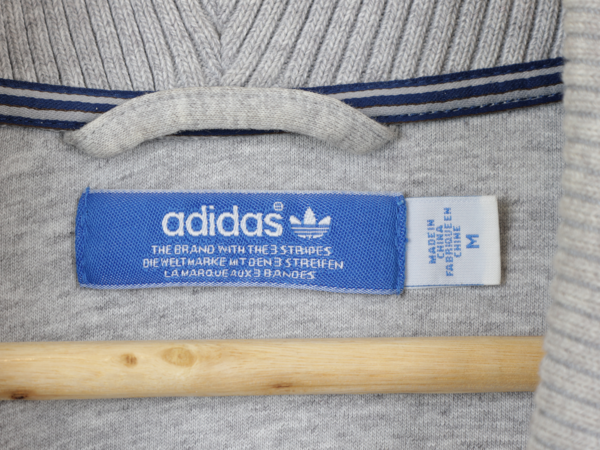 adidas®
THE BRAND WITH THE 3 STRIPES
DIE WELTMARKE MIT DEN 3 STREIFEN
LA MARQUE AUX 3 BANDES
MADE IN
CHINA
FABRIQUE EN
CHINE
M